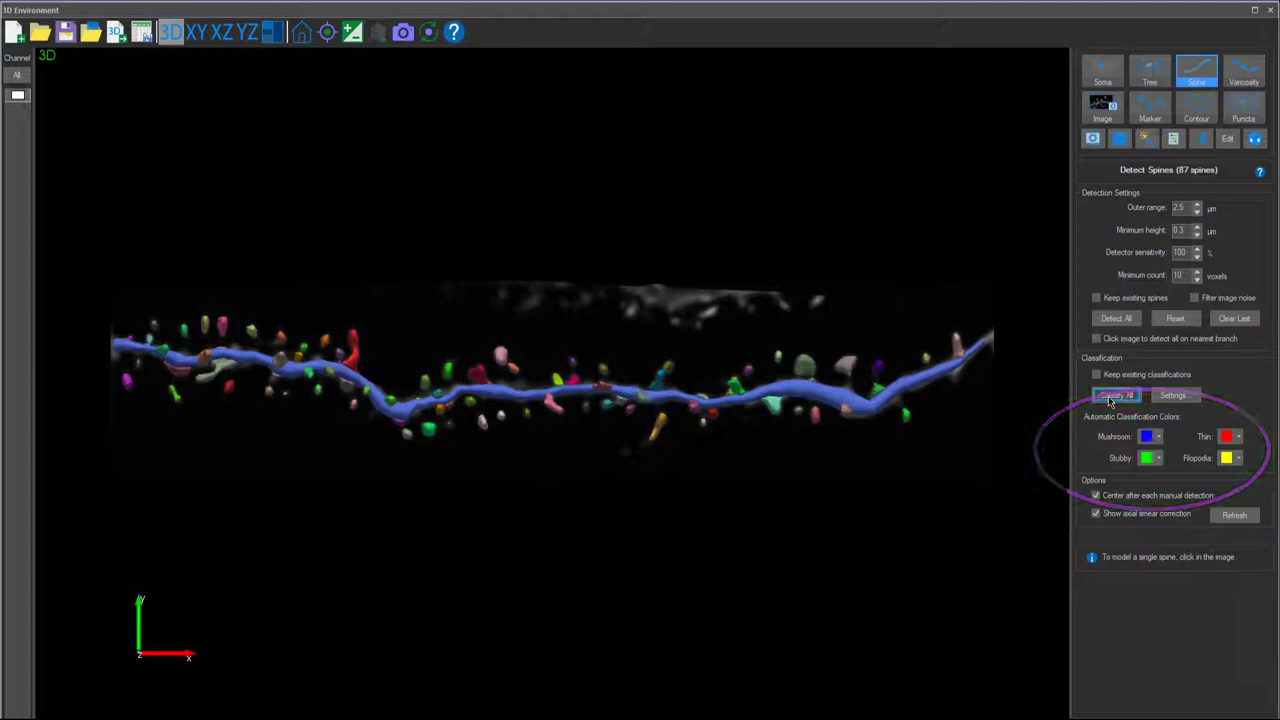 3D Environment
3D XY XZ YZ
3D
Channel
All
3D
Soma Tree Spine Varicosity
Image Marker Contour Puncta
Edit
Detect Spines (87 spines)
Detection Settings
Outer range: 2.5 µm
Minimum height: 0.3 µm
Detector sensitivity: 100 %
Minimum count: 10 voxels
Keep existing spines Filter image noise
Detect All Reset Clear Last
Click image to detect all on nearest branch
Classification
Keep existing classifications
Classify All Settings...
Automatic Classification Colors:
Mushroom: Thin:
Stubby: Filopodia:
Options
Center after each manual detection
Show axial smear correction Refresh
To model a single spine, click in the image.
y
z x